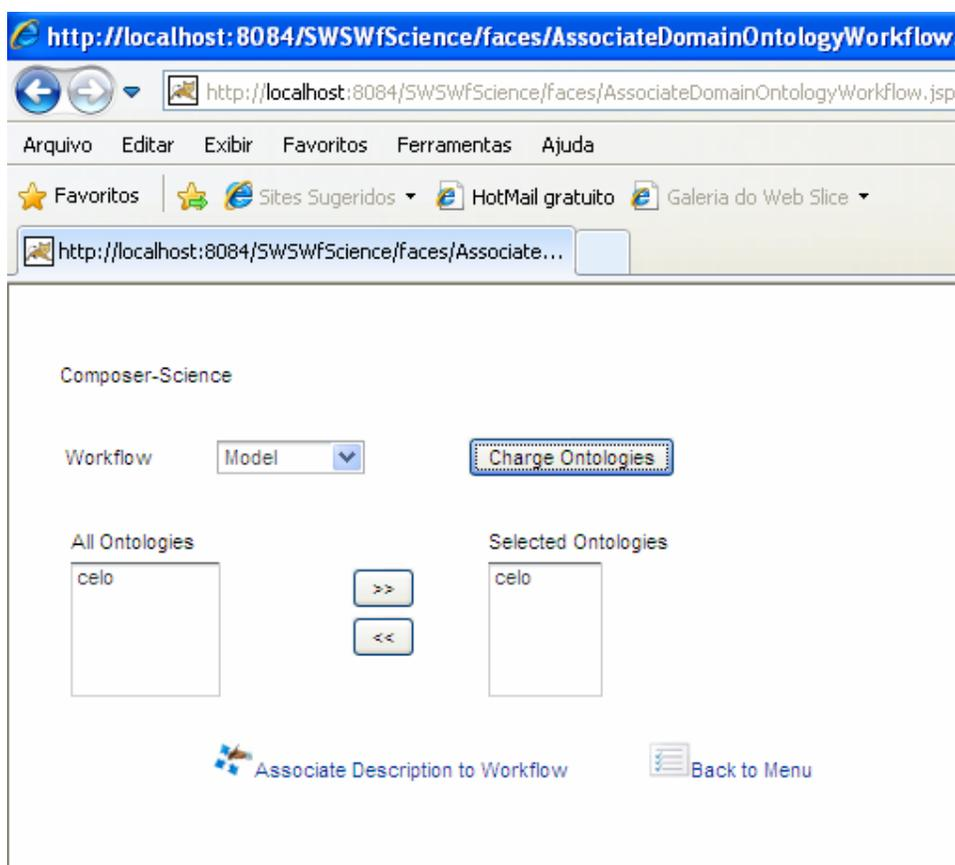 http://localhost:8084/SWSWfScience/faces/AssociateDomainOntologyWorkflow.
http://localhost:8084/SWSWfScience/faces/AssociateDomainOntologyWorkflow.jsp
Arquivo Editar Exibir Favoritos Ferramentas Ajuda
Favoritos Sites Sugeridos HotMail gratuito Galeria do Web Slice
http://localhost:8084/SWSWfScience/faces/Associate...
Composer-Science
Workflow Model Charge Ontologies
All Ontologies Selected Ontologies
celo celo
>>
<<
Associate Description to Workflow Back to Menu